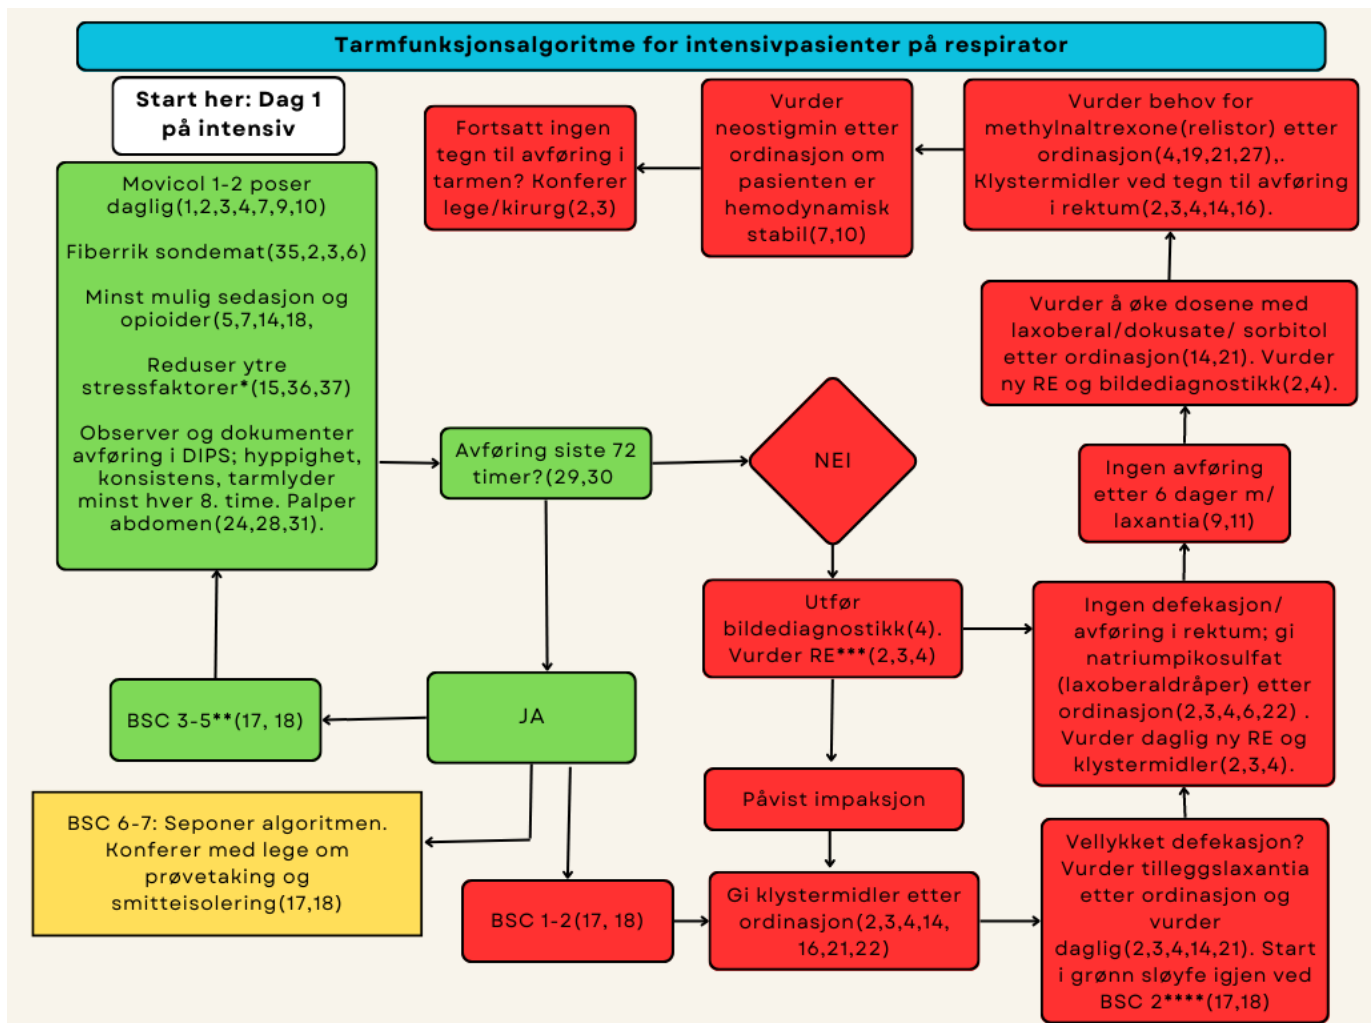 Tarmfunksjonsalgoritme for intensivpasienter på respirator
Start her: Dag 1
på intensiv
Movicol 1-2 poser
daglig(1,2,3,4,7,9,10)
Fiberrik sondemat(35,2,3,6)
Minst mulig sedasjon og
opioider(5,7,14,18,
Reduser ytre
stressfaktorer*(15,36,37)
Observer og dokumenter
avføring i DIPS; hyppighet,
konsistens, tarmlyder
minst hver 8. time. Palper
abdomen(24,28,31).
Avføring siste 72
timer?(29,30
JA
BSC 3-5**(17, 18)
BSC 6-7: Seponer algoritmen.
Konferer med lege om
prøvetaking og
smitteisolering(17,18)
BSC 1-2(17, 18)
NEI
Utfør
bildediagnostikk(4).
Vurder RE***(2,3,4)
Påvist impaksjon
Gi klystermidler etter
ordinasjon(2,3,4,14,
16,21,22)
Vellykket defekasjon?
Vurder tilleggslaxantia
etter ordinasjon og
vurder
daglig(2,3,4,14,21). Start
i grønn sløyfe igjen ved
BSC 2****(17,18)
Ingen defekasjon/
avføring i rektum; gi
natriumpikosulfat
(laxoberaldråper) etter
ordinasjon(2,3,4,6,22) .
Vurder daglig ny RE og
klystermidler(2,3,4).
Ingen avføring
etter 6 dager m/
laxantia(9,11)
Vurder å øke dosene med
laxoberal/dokusate/ sorbitol
etter ordinasjon(14,21). Vurder
ny RE og bildediagnostikk(2,4).
Vurder behov for
methylnaltrexone(relistor) etter
ordinasjon(4,19,21,27),.
Klystermidler ved tegn til avføring
i rektum(2,3,4,14,16).
Vurder
neostigmin etter
ordinasjon om
pasienten er
hemodynamisk
stabil(7,10)
Fortsatt ingen
tegn til avføring i
tarmen? Konferer
lege/kirurg(2,3)